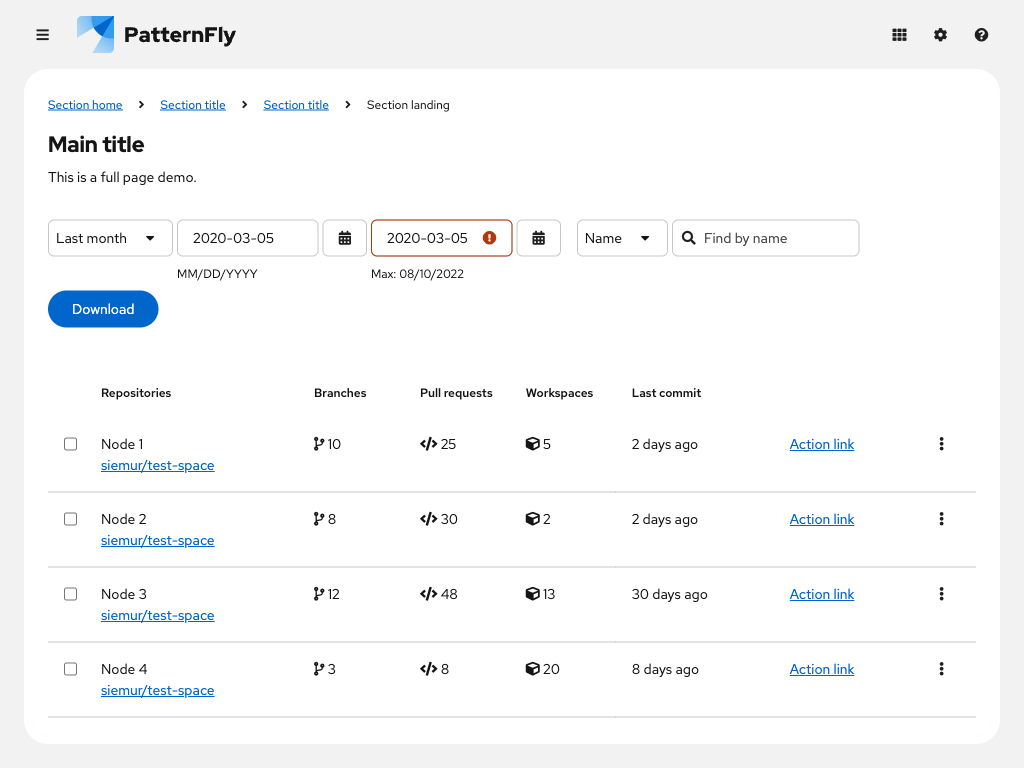 PatternFly
Section home Section title Section title Section landing
Main title
This is a full page demo.
Last month 2020-03-05 2020-03-05 Name Find by name
MM/DD/YYYY Max: 08/10/2022
Download
Repositories Branches Pull requests Workspaces Last commit
Node 1 10 25 5 2 days ago Action link
siemur/test-space
Node 2 8 30 2 2 days ago Action link
siemur/test-space
Node 3 12 48 13 30 days ago Action link
siemur/test-space
Node 4 3 8 20 8 days ago Action link
siemur/test-space